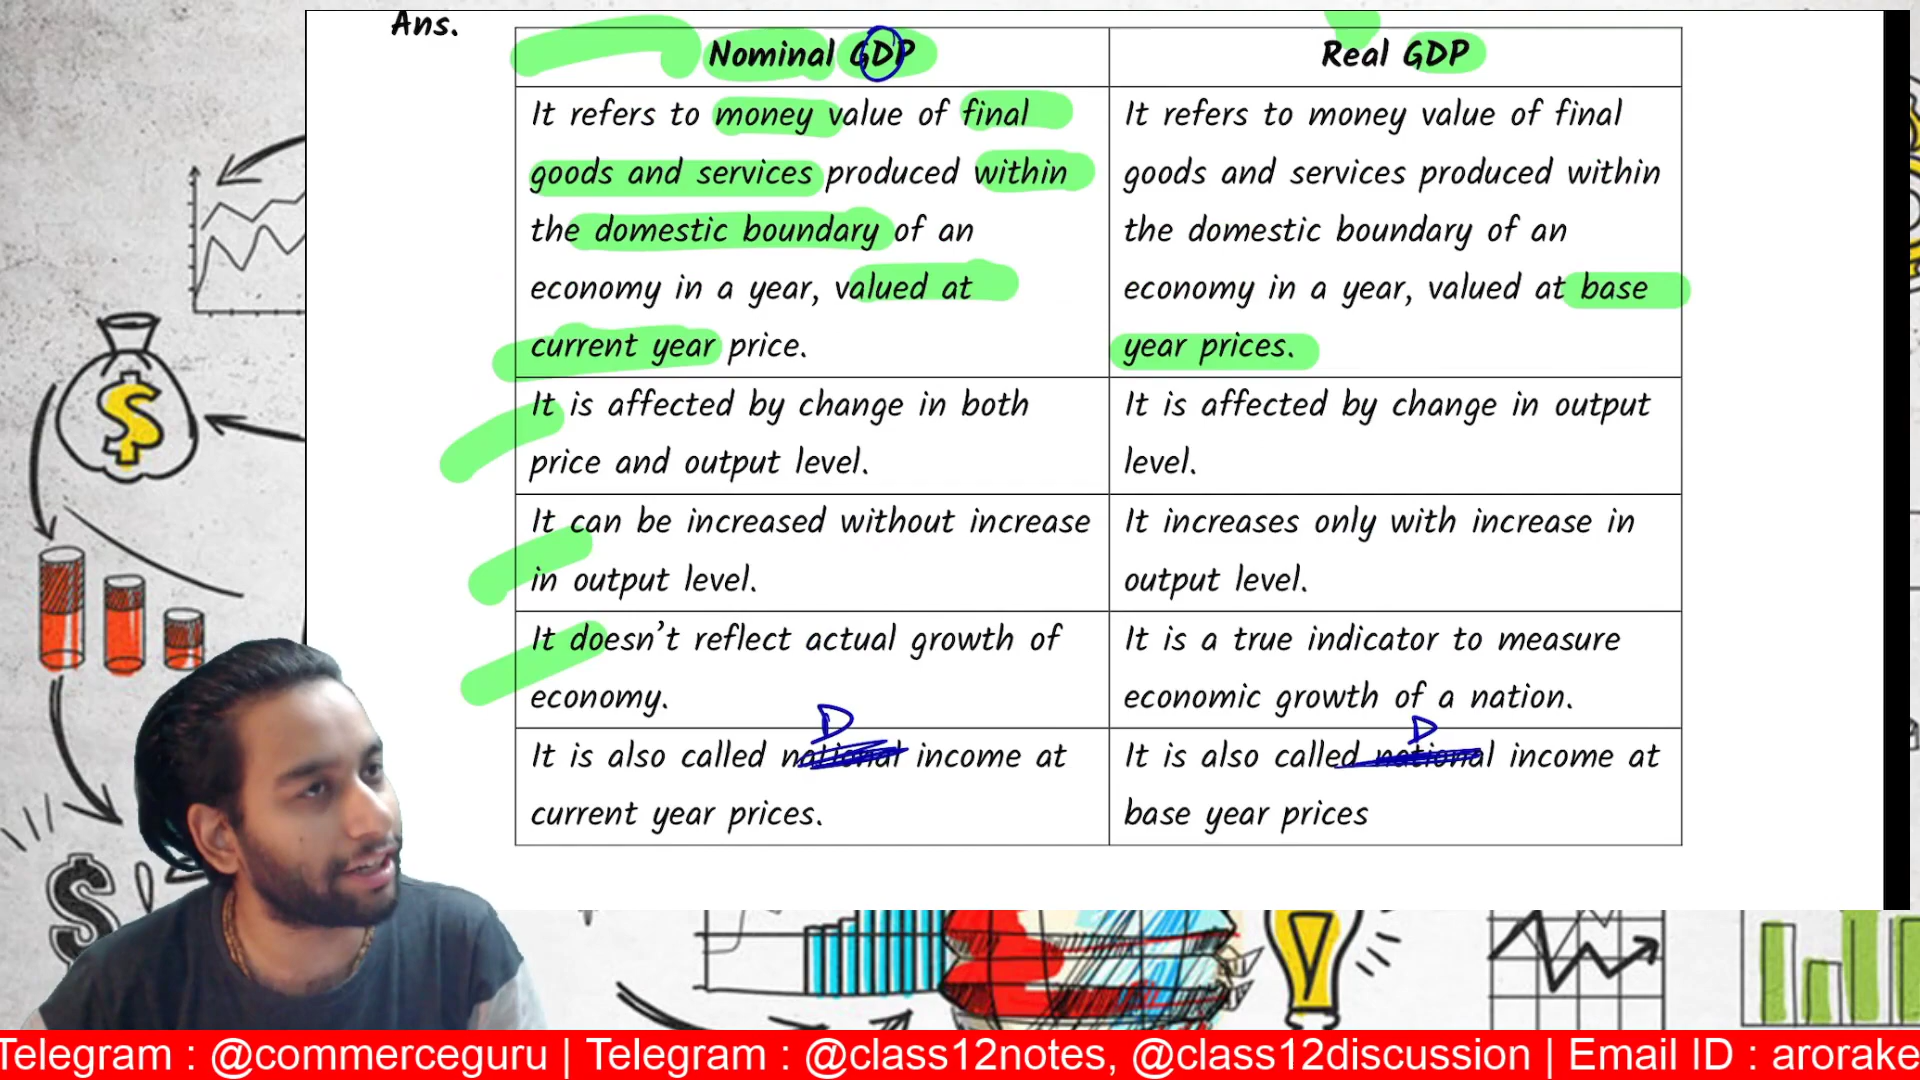 Ans.
Nominal GDP
Real GDP
It refers to money value of final
goods and services produced within
the domestic boundary of an
economy in a year, valued at
current year price.
It refers to money value of final
goods and services produced within
the domestic boundary of an
economy in a year, valued at base
year prices.
It is affected by change in both
price and output level.
It is affected by change in output
level.
It can be increased without increase
in output level.
It increases only with increase in
output level.
It doesn't reflect actual growth of
economy.
It is a true indicator to measure
economic growth of a nation.
D
It is also called national income at
current year prices.
D
It is also called national income at
base year prices
Telegram : @commerceguru | Telegram : @class12notes, @class12discussion | Email ID : arorake